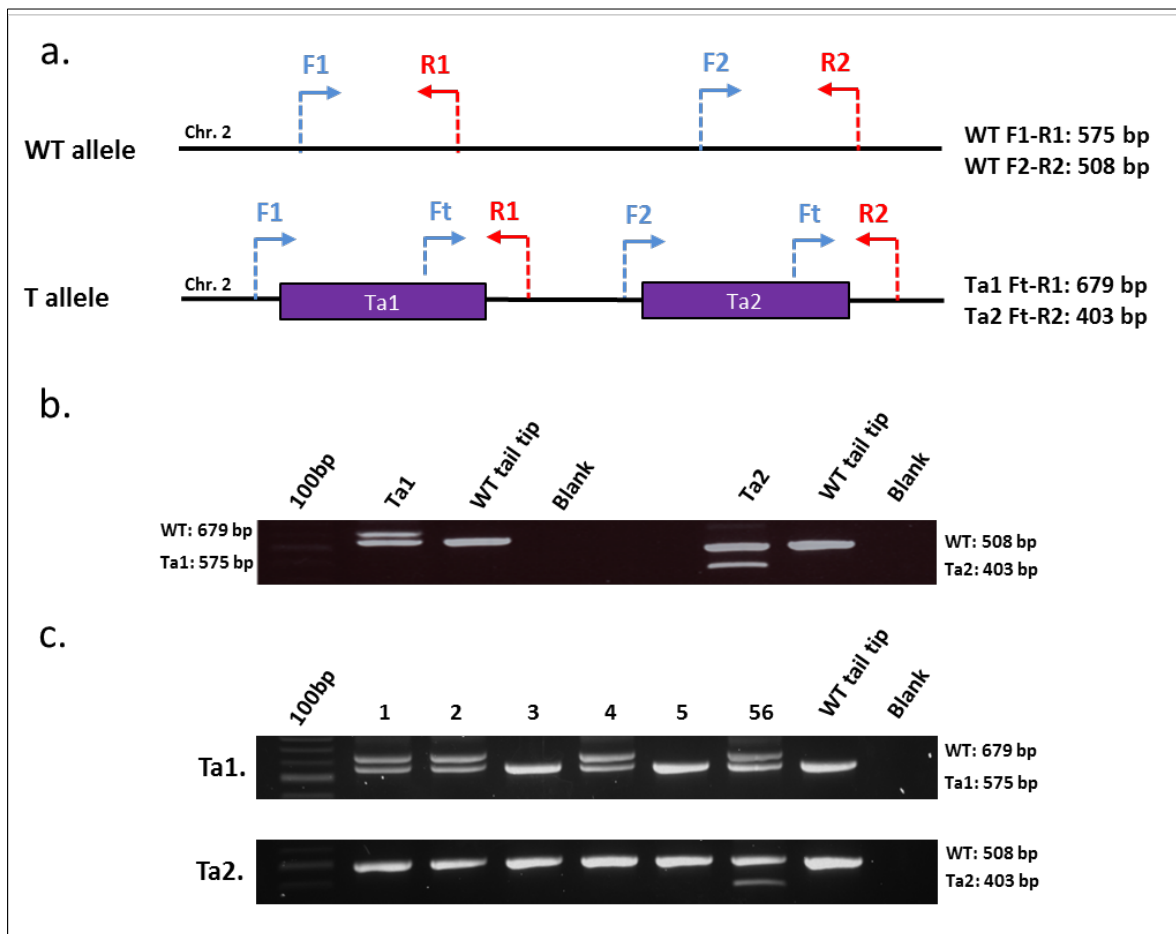 a.
F1
R1
F2
R2
WT allele
Chr. 2
WT F1-R1: 575 bp
WT F2-R2: 508 bp
F1
Ft
R1
F2
Ft
R2
T allele
Chr. 2
Ta1
Ta2
Ta1 Ft-R1: 679 bp
Ta2 Ft-R2: 403 bp
b.
100bp
Ta1
WT tail tip
Blank
Ta2
WT tail tip
Blank
WT: 679 bp
Ta1: 575 bp
WT: 508 bp
Ta2: 403 bp
c.
100bp
1
2
3
4
5
56
WT tail tip
Blank
Ta1.
WT: 679 bp
Ta1: 575 bp
Ta2.
WT: 508 bp
Ta2: 403 bp